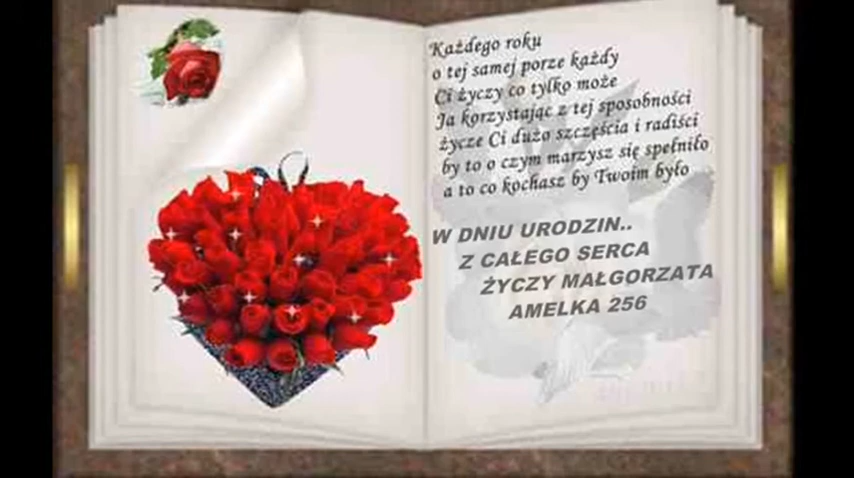 Każdego roku
o tej samej porze każdy
Ci życzy co tylko może
Ja korzystając z tej sposobności
życze Ci dużo szczęścia i radiści
by to o czym marzysz się spełniło
a to co kochasz by Twoim było
W DNIU URODZIN..
Z CAŁEGO SERCA
ŻYCZY MAŁGORZATA
AMELKA 256